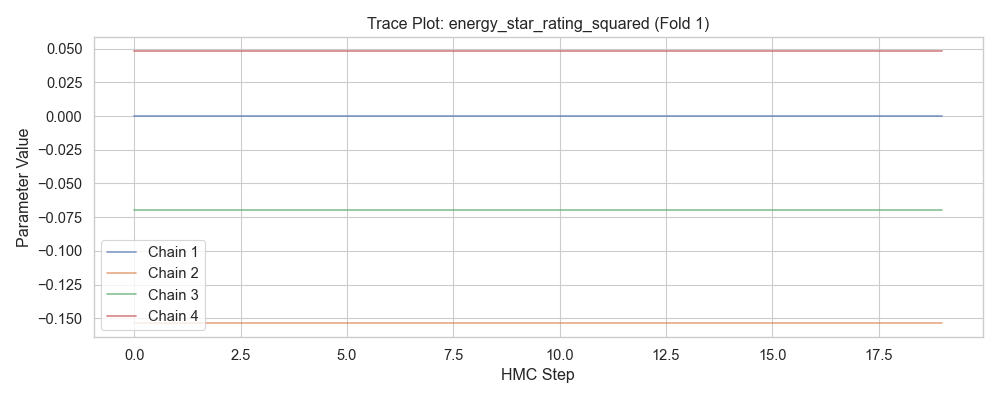 Trace Plot: energy_star_rating_squared (Fold 1)
Parameter Value
0.050
0.025
0.000
−0.025
−0.050
−0.075
−0.100
−0.125
−0.150
Chain 1
Chain 2
Chain 3
Chain 4
0.0 2.5 5.0 7.5 10.0 12.5 15.0 17.5
HMC Step